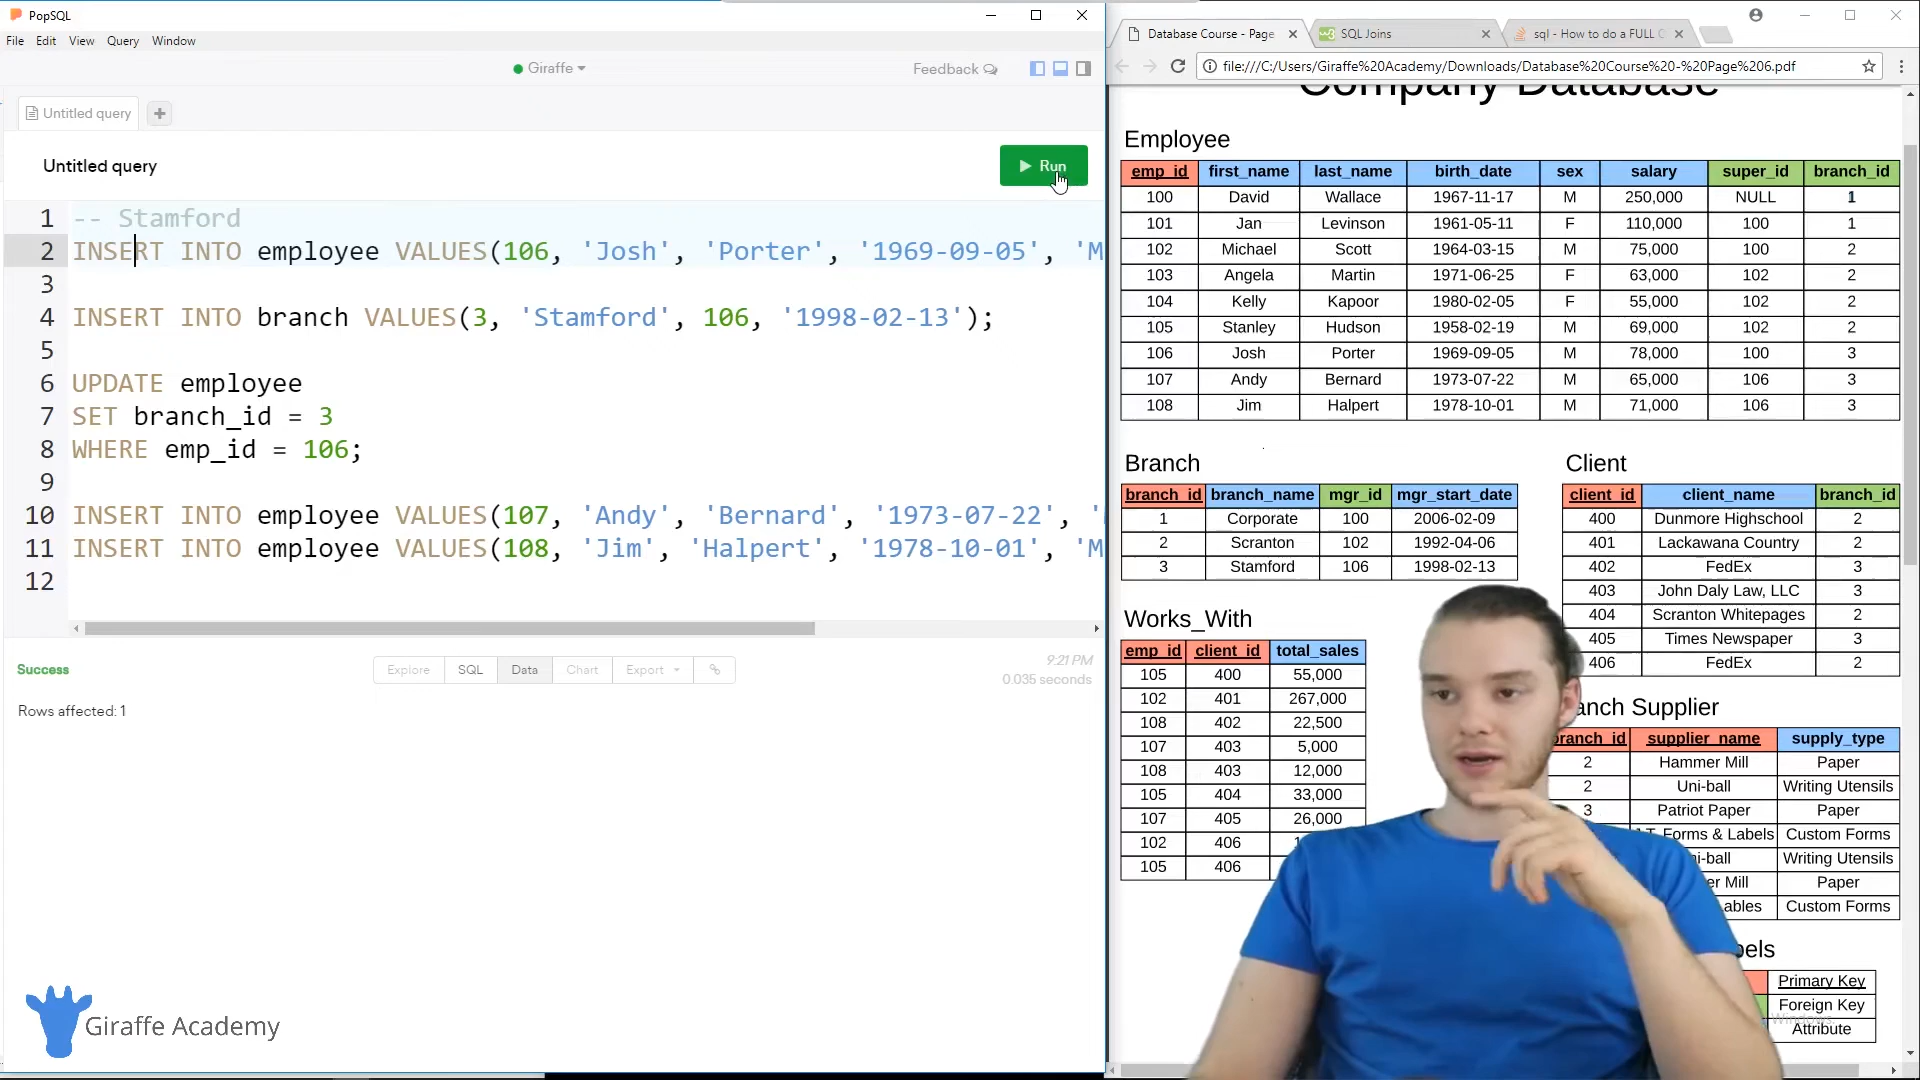 PopSQL
File Edit View Query Window
Giraffe
Feedback
Untitled query
Untitled query
Run
1 -- Stamford
2 INSERT INTO employee VALUES(106, 'Josh', 'Porter', '1969-09-05', 'M
3
4 INSERT INTO branch VALUES(3, 'Stamford', 106, '1998-02-13');
5
6 UPDATE employee
7 SET branch_id = 3
8 WHERE emp_id = 106;
9
10 INSERT INTO employee VALUES(107, 'Andy', 'Bernard', '1973-07-22', '
11 INSERT INTO employee VALUES(108, 'Jim', 'Halpert', '1978-10-01', 'M
12
Success
Explore SQL Data Chart Export
9:21 PM
0.035 seconds
Rows affected: 1
Giraffe Academy
Database Course - Page
SQL Joins
sql - How to do a FULL O
file:///C:/Users/Giraffe%20Academy/Downloads/Database%20Course%20-%20Page%206.pdf
Company Database
Employee
emp_id first_name last_name birth_date sex salary super_id branch_id
100 David Wallace 1967-11-17 M 250,000 NULL 1
101 Jan Levinson 1961-05-11 F 110,000 100 1
102 Michael Scott 1964-03-15 M 75,000 100 2
103 Angela Martin 1971-06-25 F 63,000 102 2
104 Kelly Kapoor 1980-02-05 F 55,000 102 2
105 Stanley Hudson 1958-02-19 M 69,000 102 2
106 Josh Porter 1969-09-05 M 78,000 100 3
107 Andy Bernard 1973-07-22 M 65,000 106 3
108 Jim Halpert 1978-10-01 M 71,000 106 3
Branch
branch_id branch_name mgr_id mgr_start_date
1 Corporate 100 2006-02-09
2 Scranton 102 1992-04-06
3 Stamford 106 1998-02-13
Client
client_id client_name branch_id
400 Dunmore Highschool 2
401 Lackawana Country 2
402 FedEx 3
403 John Daly Law, LLC 3
404 Scranton Whitepages 2
405 Times Newspaper 3
406 FedEx 2
Works_With
emp_id client_id total_sales
105 400 55,000
102 401 267,000
108 402 22,500
107 403 5,000
108 403 12,000
105 404 33,000
107 405 26,000
102 406 1
105 406
anch Supplier
branch_id supplier_name supply_type
2 Hammer Mill Paper
2 Uni-ball Writing Utensils
3 Patriot Paper Paper
J.T. Forms & Labels Custom Forms
ni-ball Writing Utensils
er Mill Paper
ables Custom Forms
bels
Primary Key
Foreign Key
Attribute